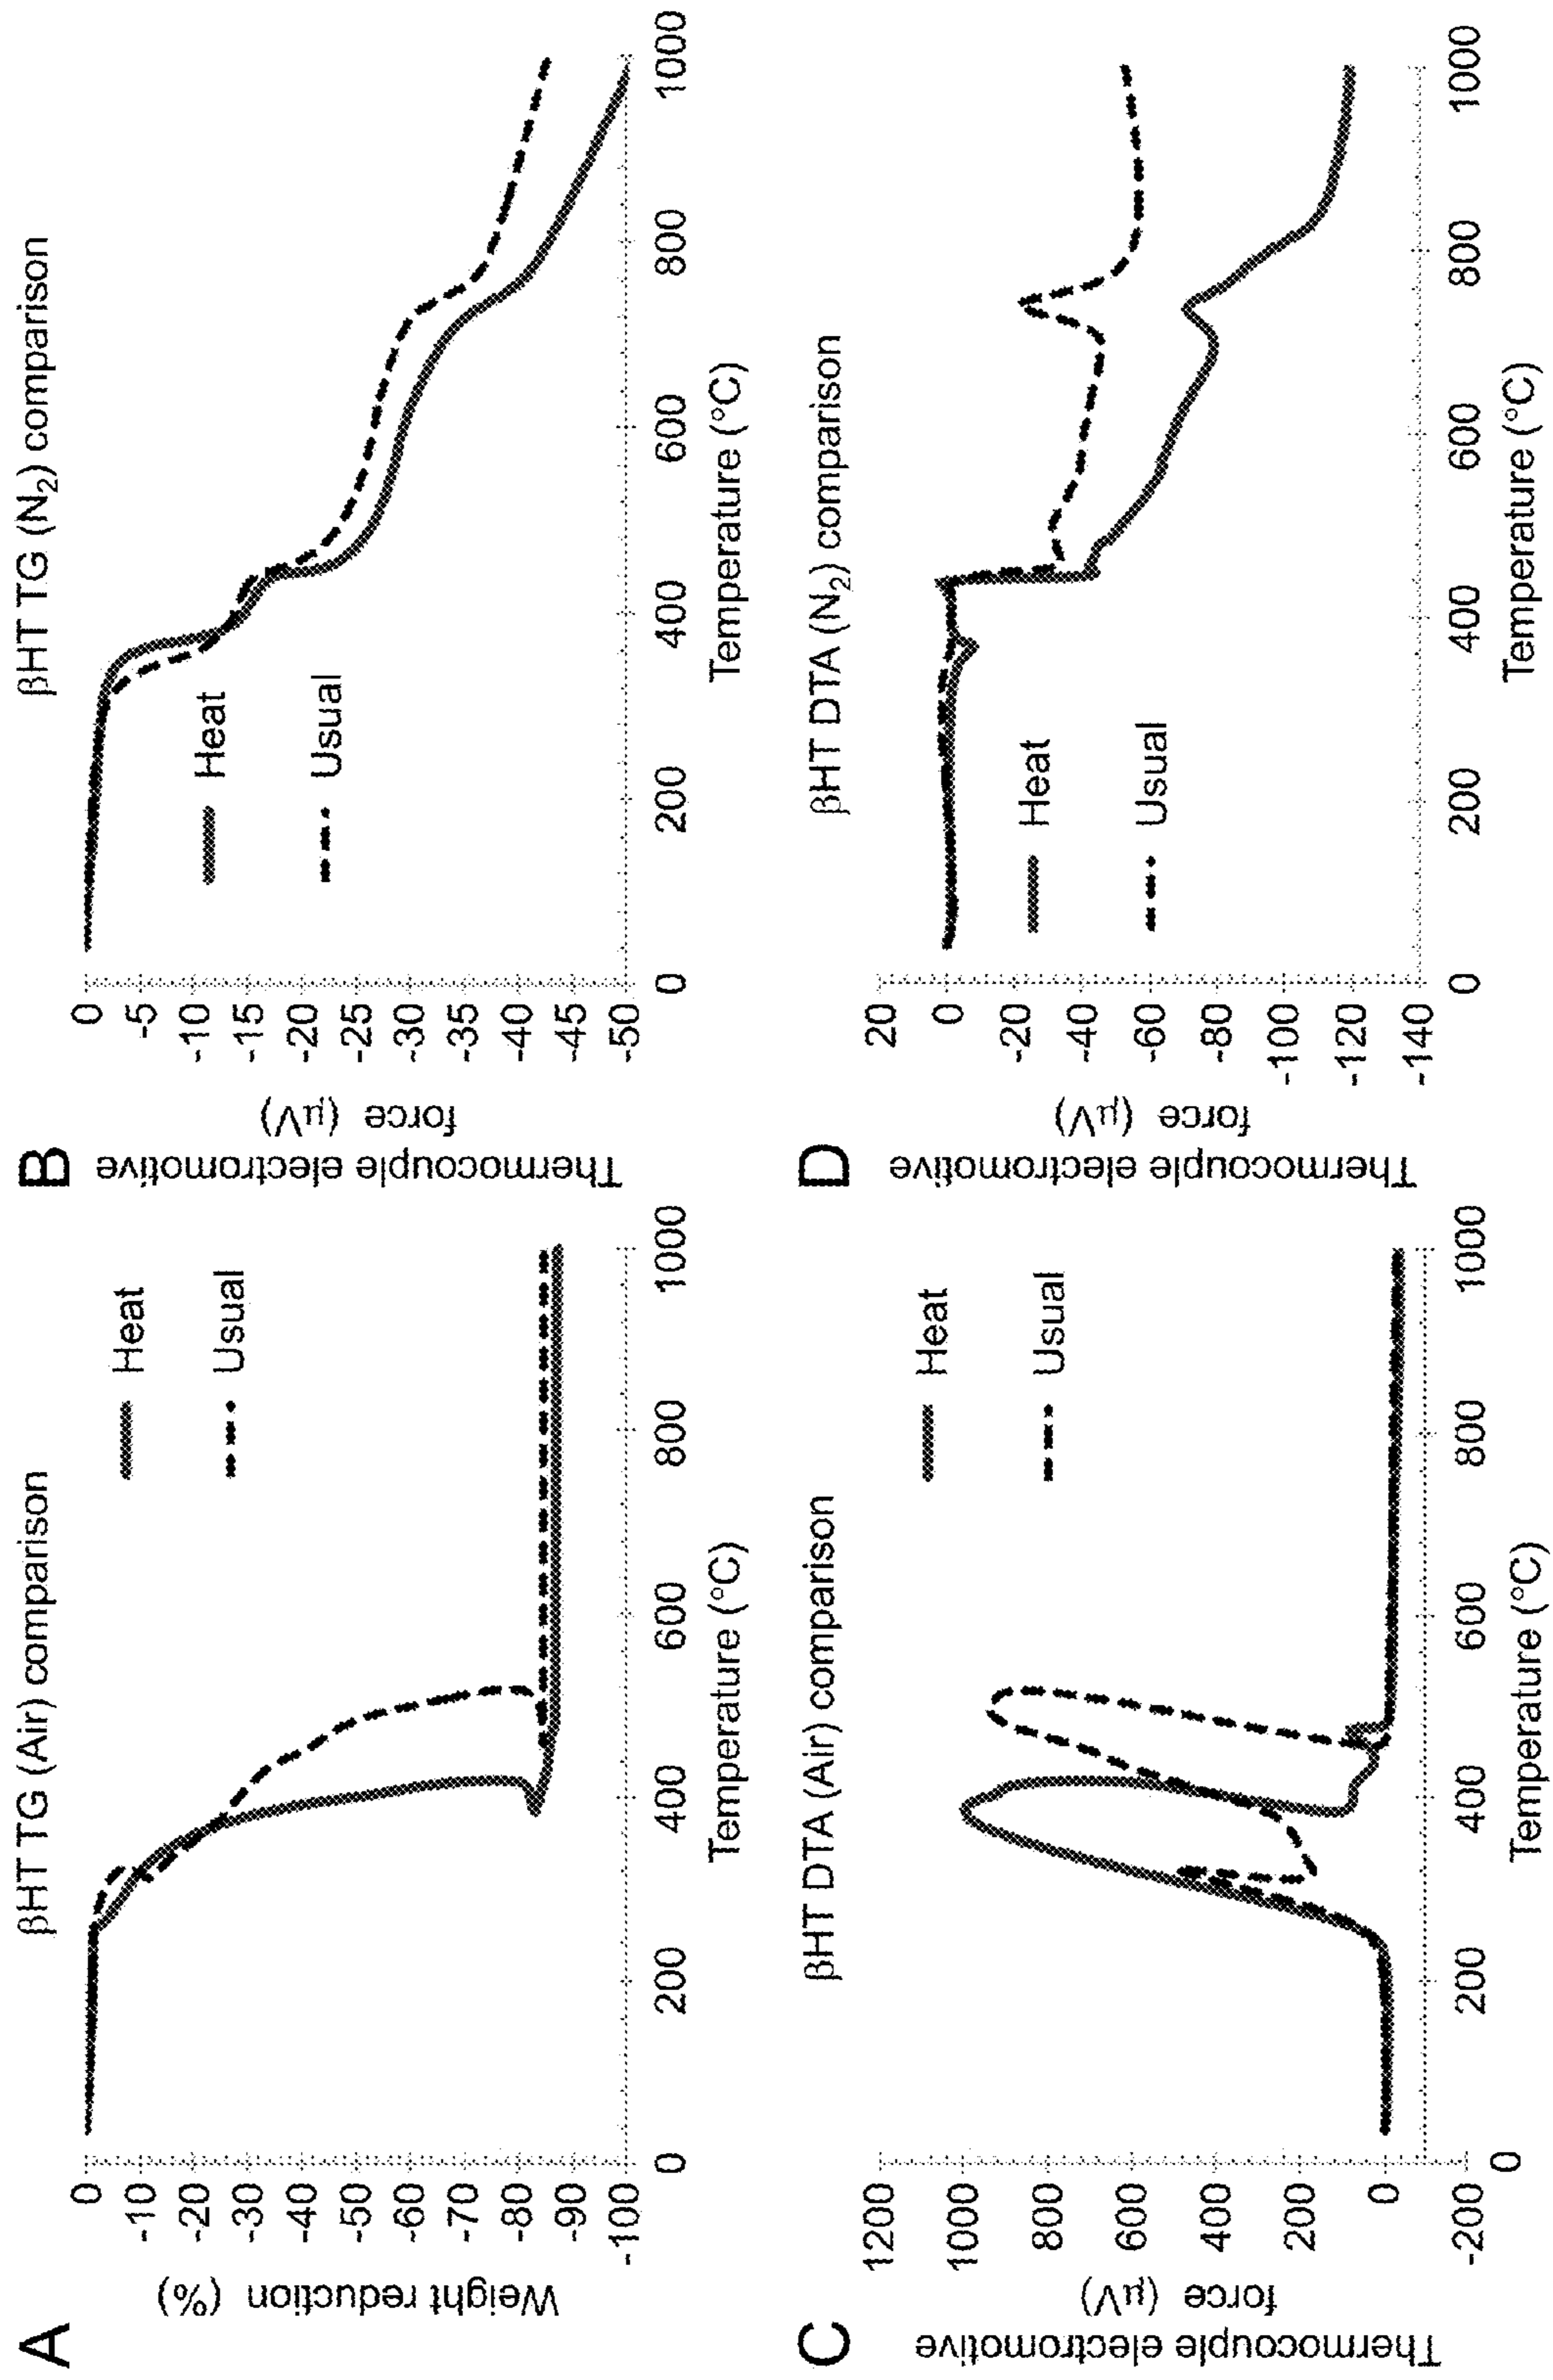 A
βHT TG (Air) comparison
Weight reduction (%)
0
-10
-20
-30
-40
-50
-60
-70
-80
-90
-100
0
200
400
600
800
1000
Temperature (°C)
Heat
Usual
B
βHT TG (N2) comparison
Thermocouple electromotive
force (μV)
0
-5
-10
-15
-20
-25
-30
-35
-40
-45
-50
0
200
400
600
800
1000
Temperature (°C)
Heat
Usual
C
βHT DTA (Air) comparison
Thermocouple electromotive
force (μV)
1200
1000
800
600
400
200
0
-200
0
200
400
600
800
1000
Temperature (°C)
Heat
Usual
D
βHT DTA (N2) comparison
Thermocouple electromotive
force (μV)
20
0
-20
-40
-60
-80
-100
-120
-140
0
200
400
600
800
1000
Temperature (°C)
Heat
Usual